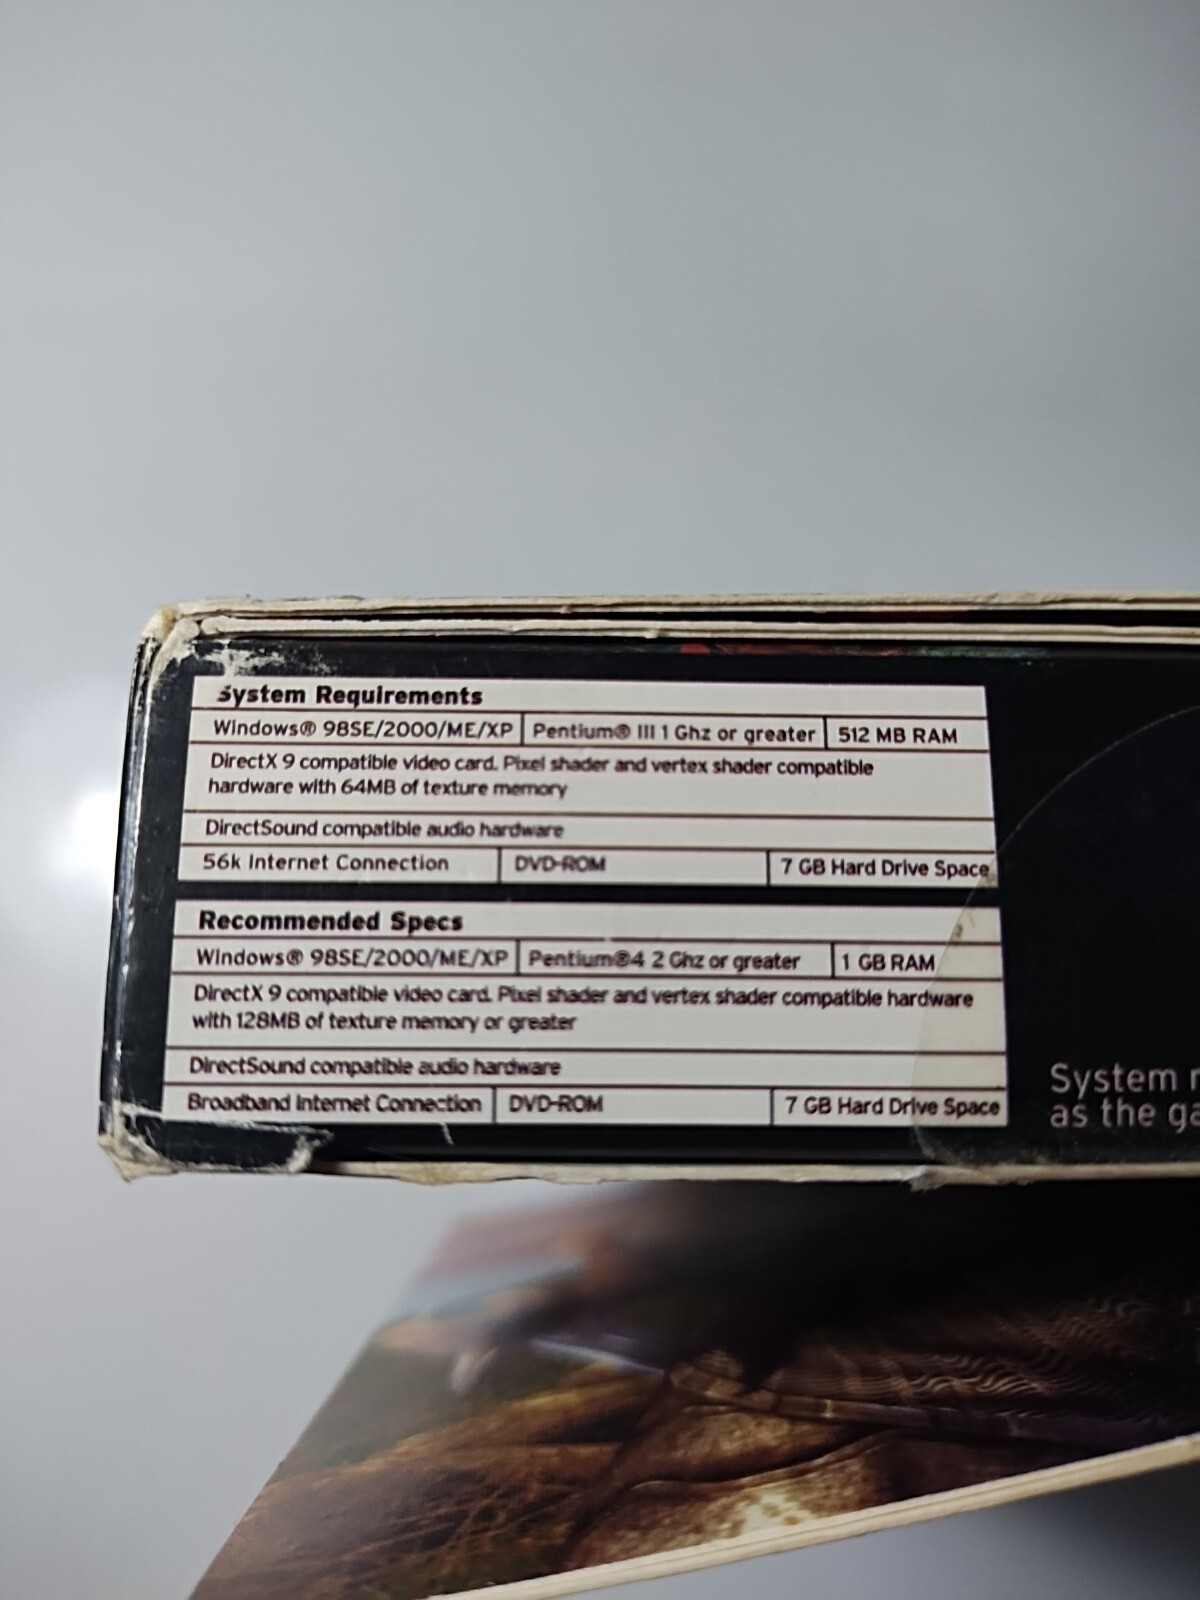 System Requirements
Windows® 98SE/2000/ME/XP Pentium® III 1 Ghz or greater 512 MB RAM
DirectX 9 compatible video card. Pixel shader and vertex shader compatible
hardware with 64MB of texture memory
DirectSound compatible audio hardware
56k Internet Connection DVD-ROM 7 GB Hard Drive Space
Recommended Specs
Windows® 98SE/2000/ME/XP Pentium®4 2 Ghz or greater 1 GB RAM
DirectX 9 compatible video card. Pixel shader and vertex shader compatible hardware
with 128MB of texture memory or greater
DirectSound compatible audio hardware
Broadband Internet Connection DVD-ROM 7 GB Hard Drive Space
System
as the